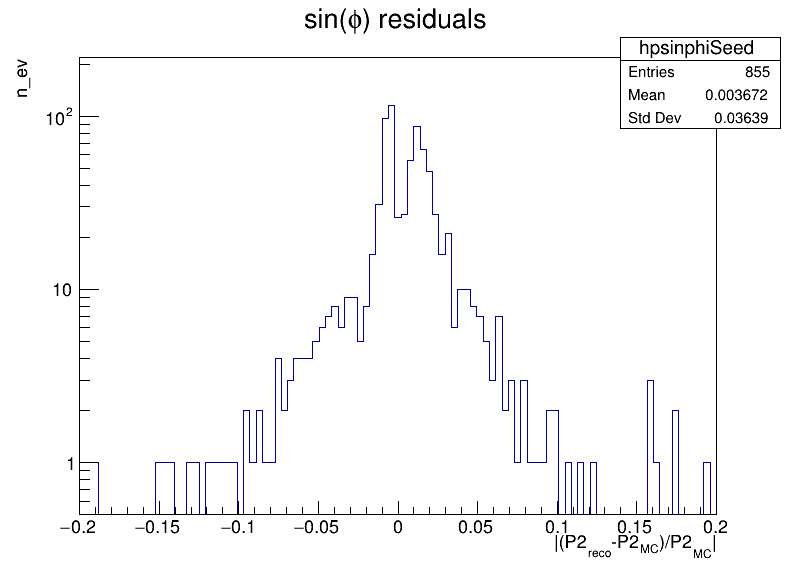 sin(ϕ) residuals
hpsinphiSeed
Entries 855
Mean 0.003672
Std Dev 0.03639
n_ev
10²
10
1
−0.2 −0.15 −0.1 −0.05 0 0.05 0.1 0.15 0.2
|(P2reco-P2MC)/P2MC|